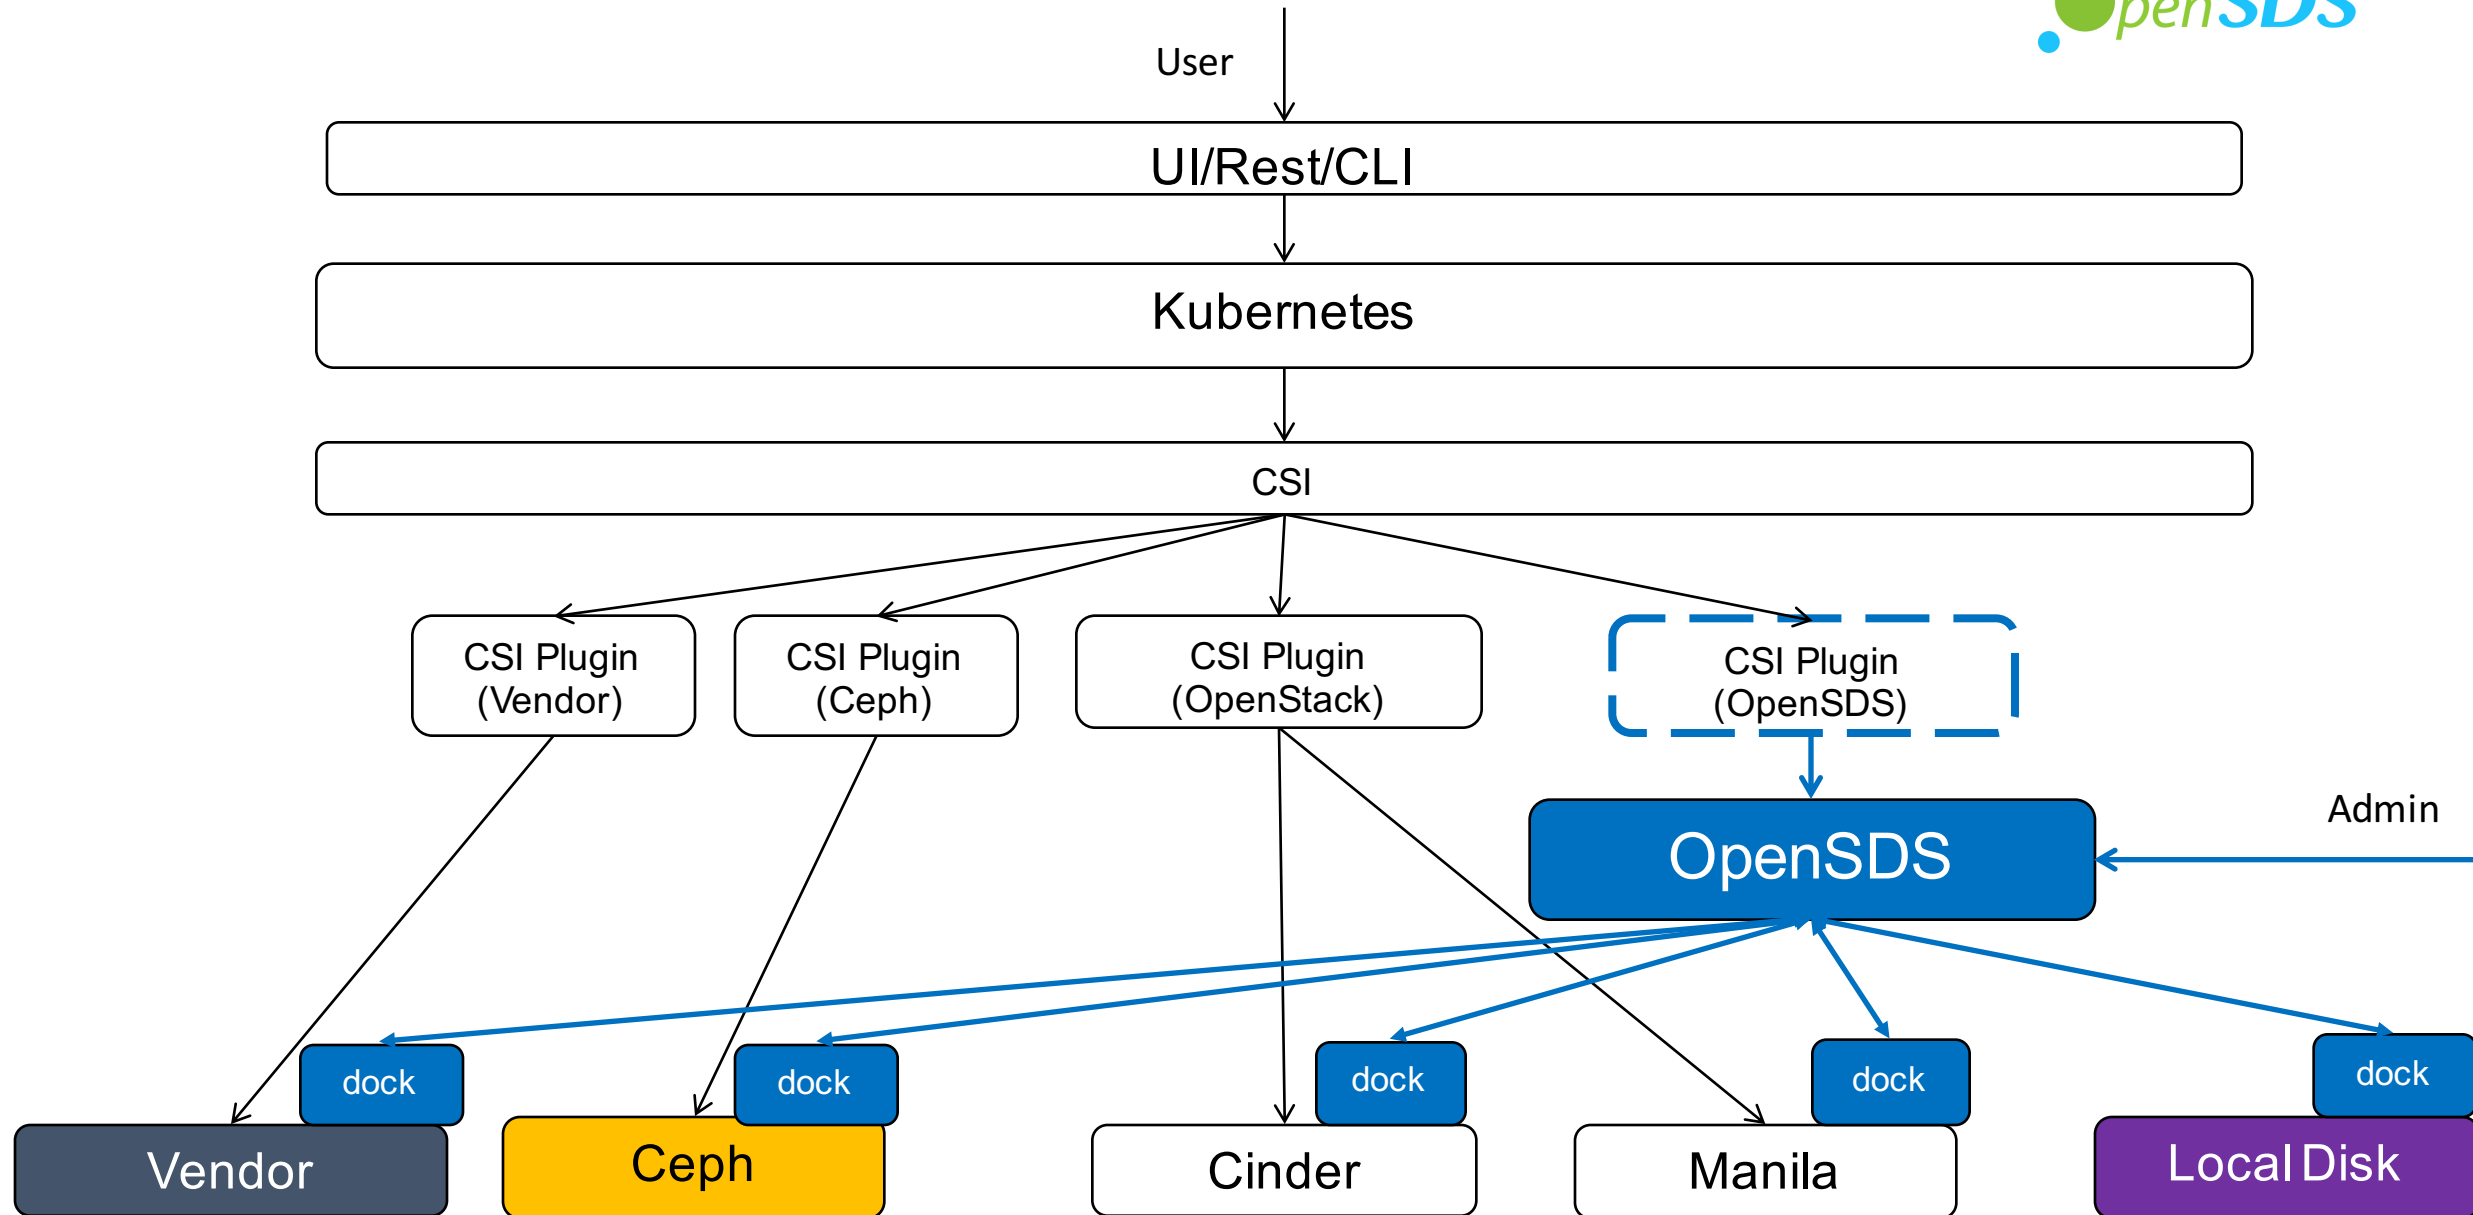 OpenSDS
User
UI/Rest/CLI
Kubernetes
CSI
CSI Plugin
(Vendor)
CSI Plugin
(Ceph)
CSI Plugin
(OpenStack)
CSI Plugin
(OpenSDS)
Admin
OpenSDS
dock
dock
dock
dock
dock
Vendor
Ceph
Cinder
Manila
Local Disk